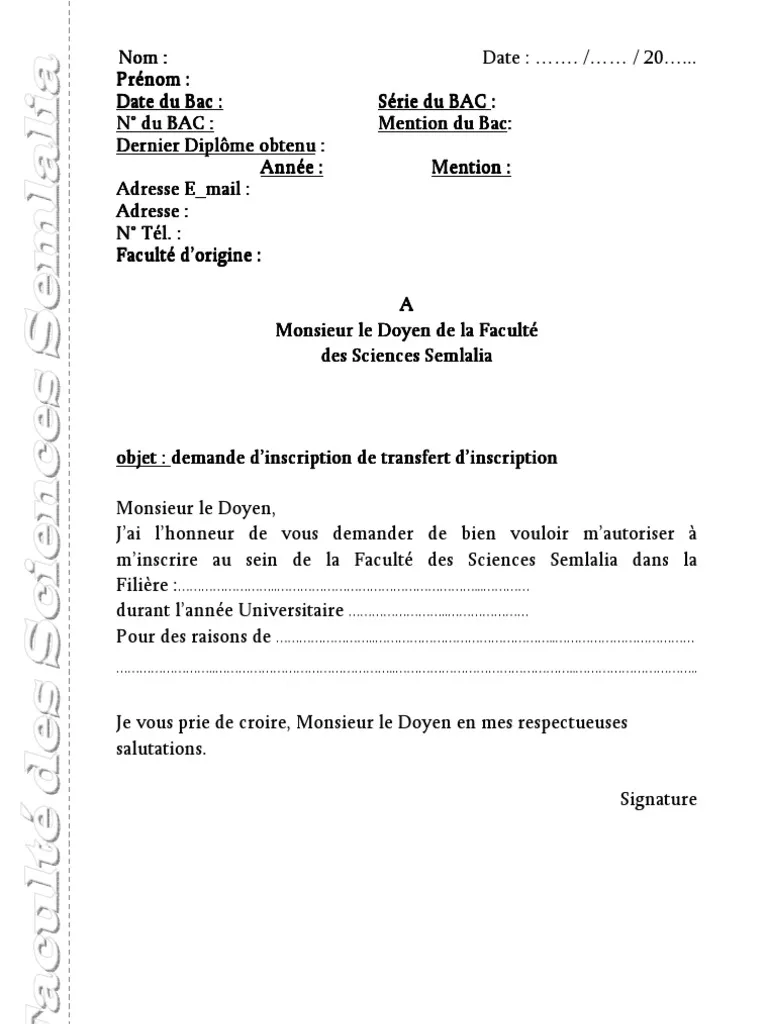 Nom : Date : ……. /…… / 20…...
Prénom :
Date du Bac : Série du BAC :
N° du BAC : Mention du Bac:
Dernier Diplôme obtenu :
Année : Mention :
Adresse E_mail :
Adresse :
N° Tél. :
Faculté d’origine :
A
Monsieur le Doyen de la Faculté
des Sciences Semlalia
objet : demande d’inscription de transfert d’inscription
Monsieur le Doyen,
J’ai l’honneur de vous demander de bien vouloir m’autoriser à
m’inscrire au sein de la Faculté des Sciences Semlalia dans la
Filière :……………………..……………………………………………...…………
durant l’année Universitaire ……………………..…………………
Pour des raisons de ……………………..………………………………………..………………………………
……………………..………………………………………..………………………………………..…………………………..
Je vous prie de croire, Monsieur le Doyen en mes respectueuses
salutations.
Signature
Faculté des Sciences Semlalia